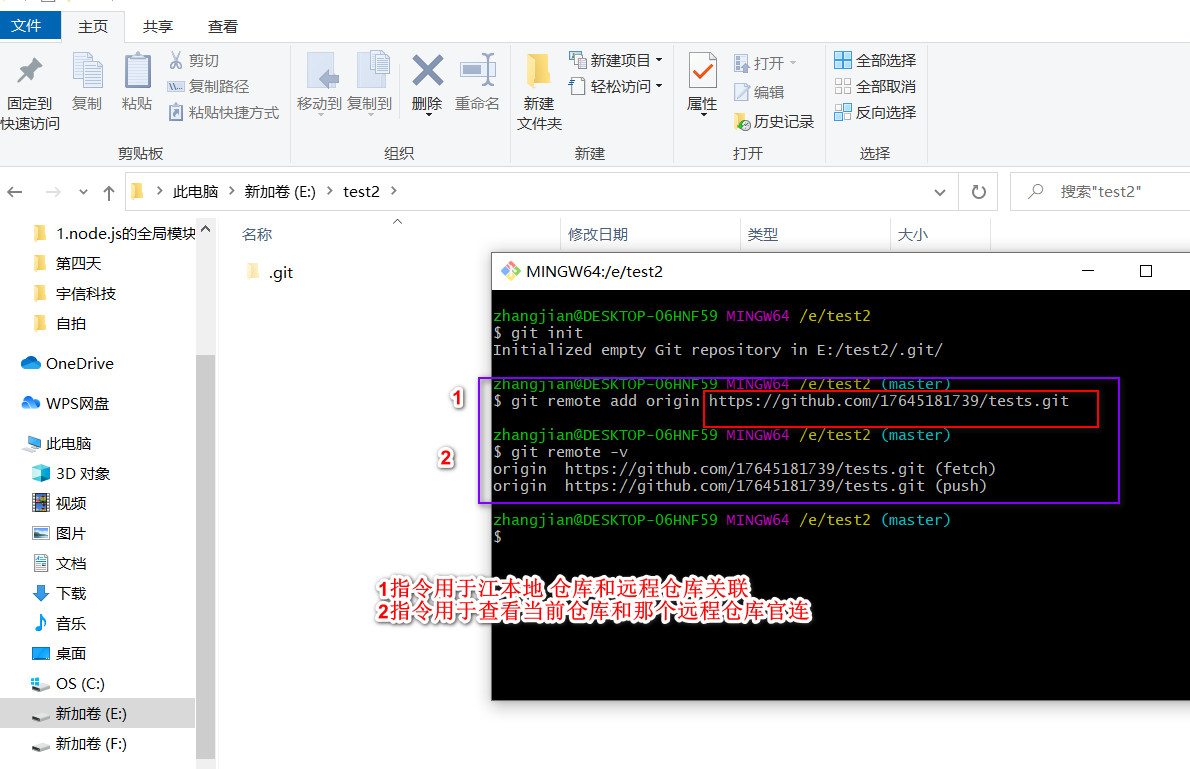 文件 主页 共享 查看
固定到快速访问
复制
粘贴
剪切
复制路径
粘贴快捷方式
剪贴板
移动到
复制到
删除
重命名
组织
新建文件夹
新建项目
轻松访问
新建
属性
打开
编辑
历史记录
打开
全部选择
全部取消
反向选择
选择
此电脑 新加卷 (E:) test2
搜索"test2"
名称 修改日期 类型 大小
.git
1.node.js的全局模块
第四天
宇信科技
自拍
OneDrive
WPS网盘
此电脑
3D 对象
视频
图片
文档
下载
音乐
桌面
OS (C:)
新加卷 (E:)
新加卷 (F:)
MINGW64:/e/test2
zhangjian@DESKTOP-O6HNF59 MINGW64 /e/test2
$ git init
Initialized empty Git repository in E:/test2/.git/
zhangjian@DESKTOP-O6HNF59 MINGW64 /e/test2 (master)
1
$ git remote add origin https://github.com/17645181739/tests.git
zhangjian@DESKTOP-O6HNF59 MINGW64 /e/test2 (master)
2
$ git remote -v
origin  https://github.com/17645181739/tests.git (fetch)
origin  https://github.com/17645181739/tests.git (push)
zhangjian@DESKTOP-O6HNF59 MINGW64 /e/test2 (master)
$
1指令用于江本地 仓库和远程仓库关联
2指令用于查看当前仓库和那个远程仓库官连